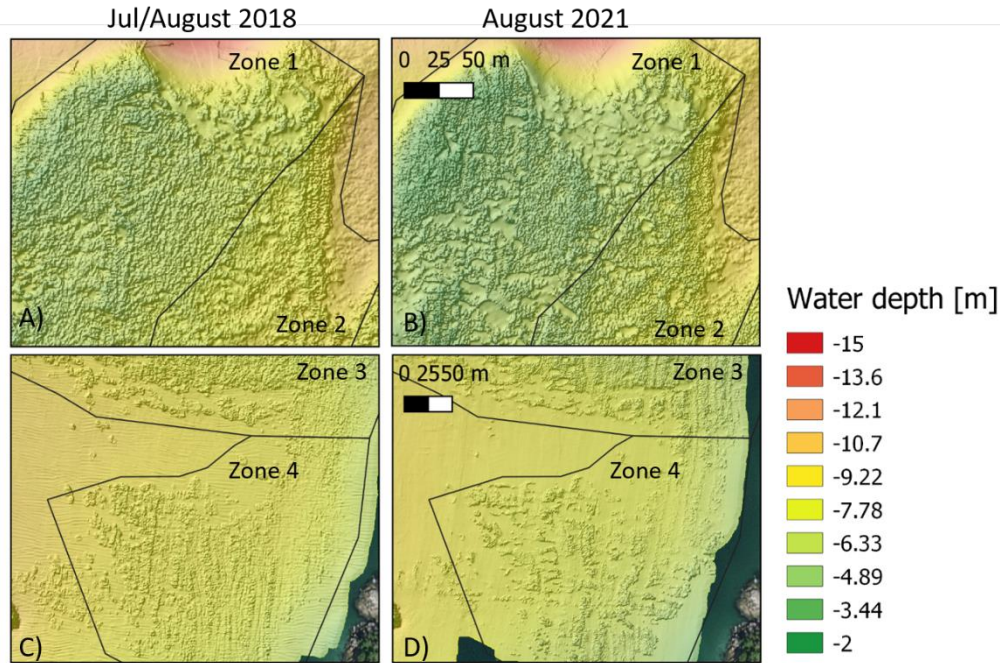 Jul/August 2018
August 2021
Zone 1
Zone 2
A)
0 25 50 m
Zone 1
Zone 2
B)
Zone 3
Zone 4
C)
0 2550 m
Zone 3
Zone 4
D)
Water depth [m]
-15
-13.6
-12.1
-10.7
-9.22
-7.78
-6.33
-4.89
-3.44
-2